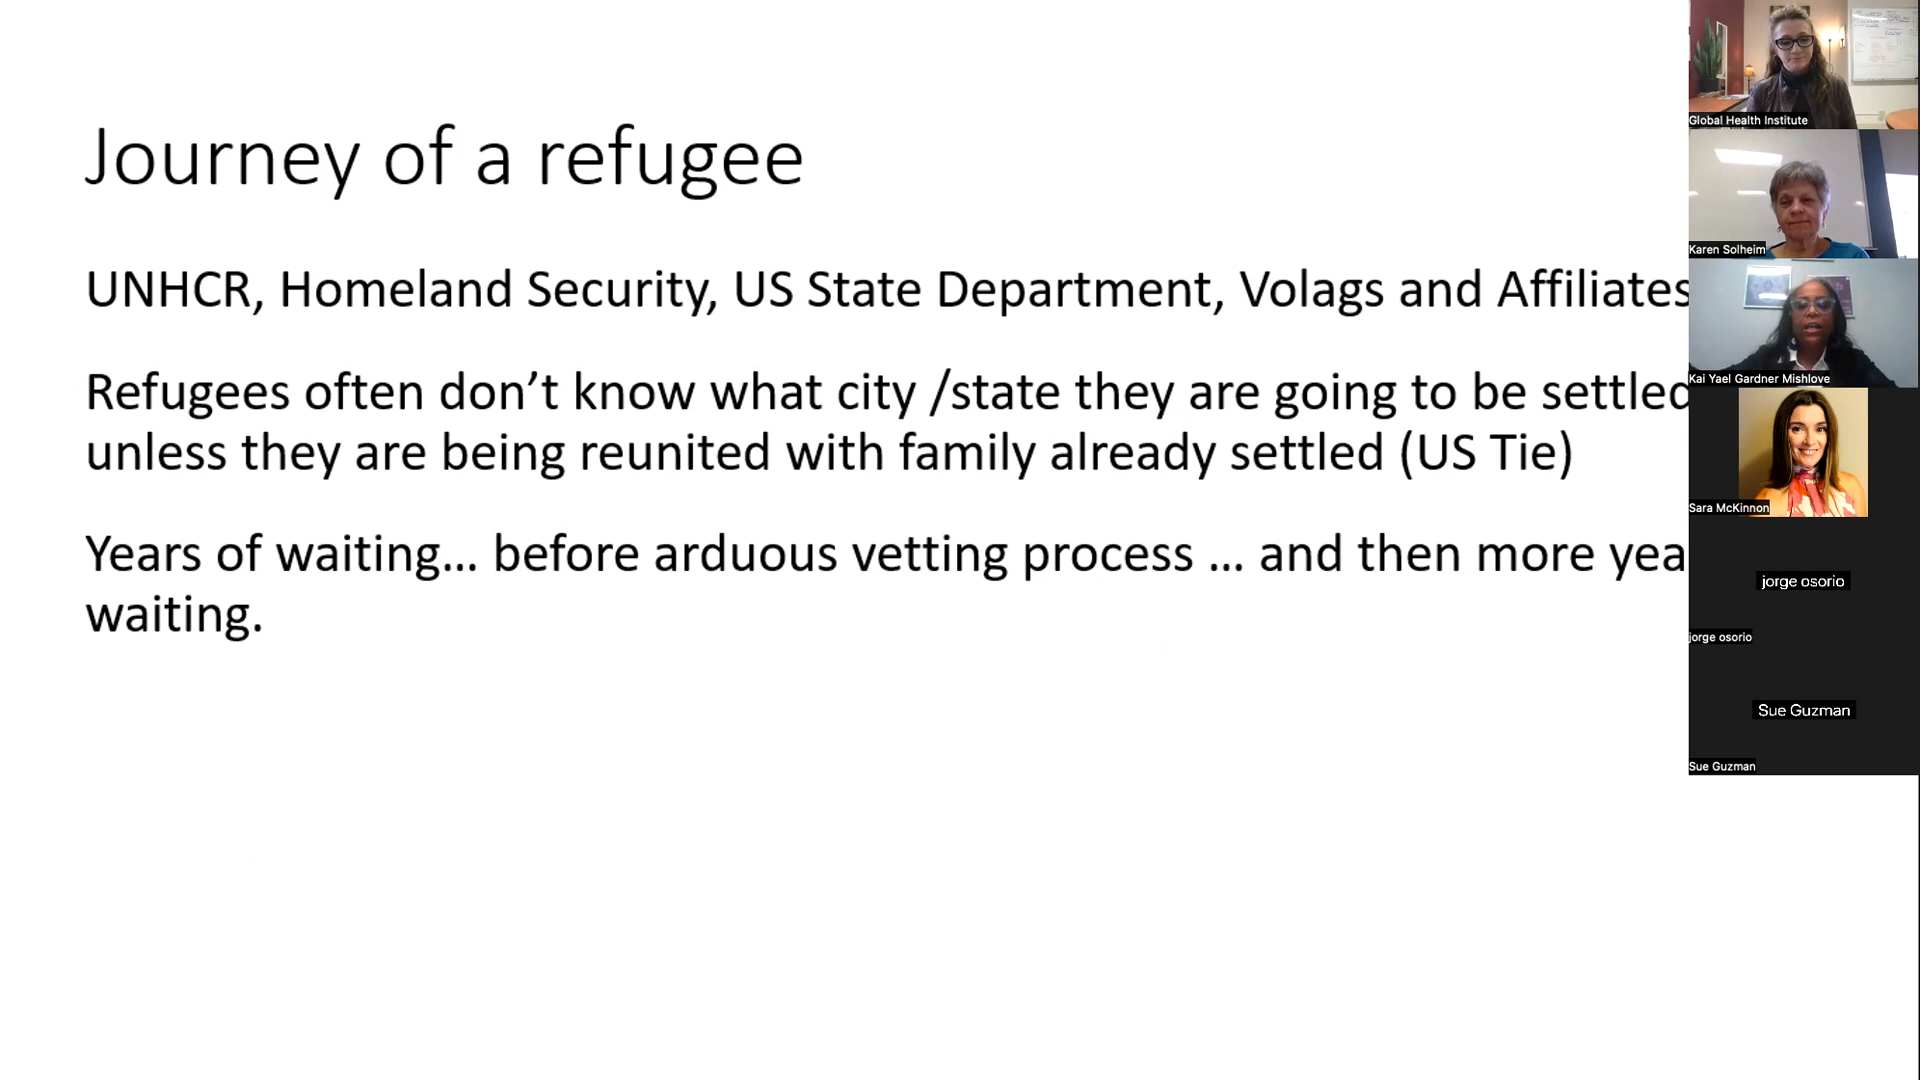 Journey of a refugee
UNHCR, Homeland Security, US State Department, Volags and Affiliates
Refugees often don’t know what city /state they are going to be settled
unless they are being reunited with family already settled (US Tie)
Years of waiting... before arduous vetting process ... and then more yea
waiting.
Global Health Institute
Karen Solheim
Kai Yael Gardner Mishlove
Sara McKinnon
jorge osorio
jorge osorio
Sue Guzman
Sue Guzman